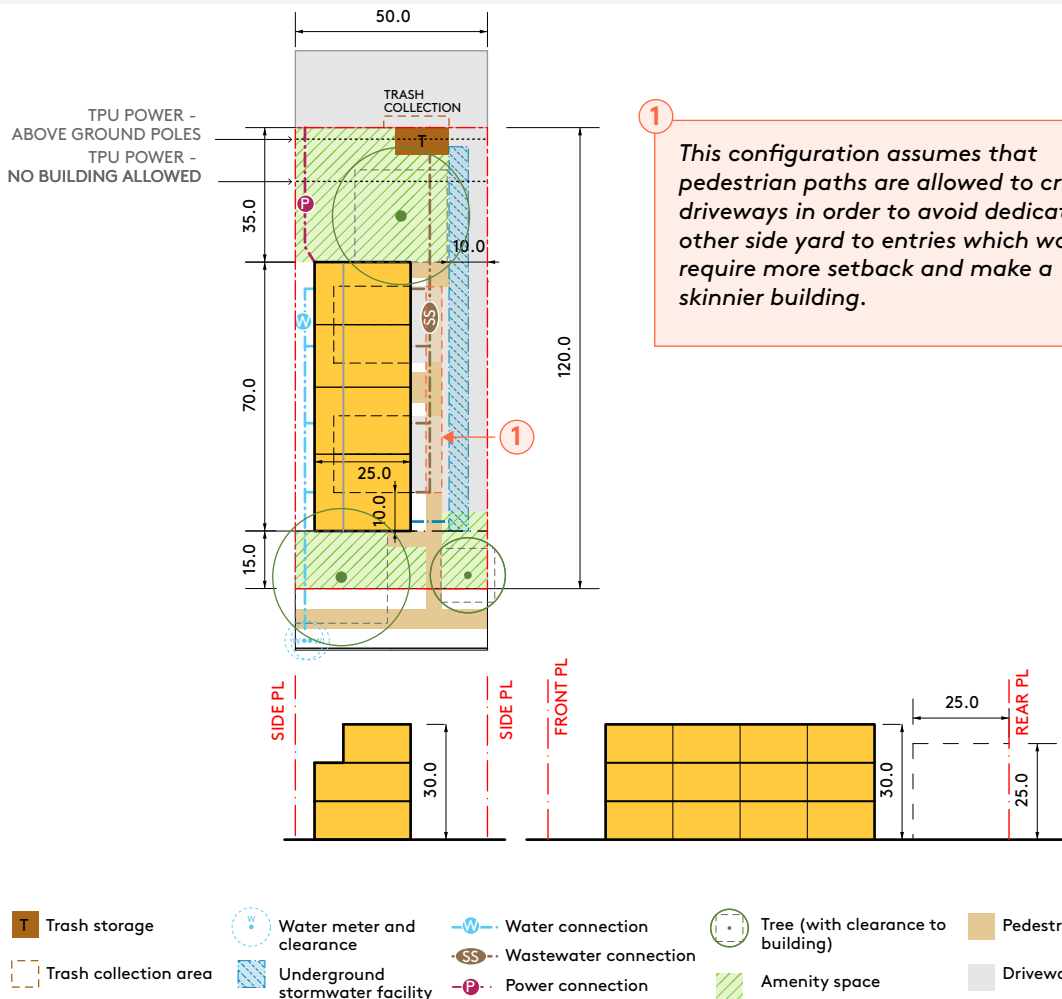 50.0
TRASH
COLLECTION
TPU POWER -
ABOVE GROUND POLES
TPU POWER -
NO BUILDING ALLOWED
T
P
35.0
10.0
W
SS
70.0
120.0
25.0
10.0
15.0
1
1
This configuration assumes that
pedestrian paths are allowed to
driveways in order to avoid
other side yard to entries which
require more setback and make a
skinnier building.
SIDE PL
SIDE PL
FRONT PL
REAR PL
30.0
30.0
25.0
25.0
T Trash storage
Trash collection area
W
Water meter and
clearance
Underground
stormwater facility
W Water connection
SS Wastewater connection
P Power connection
Tree (with clearance to
building)
Amenity space